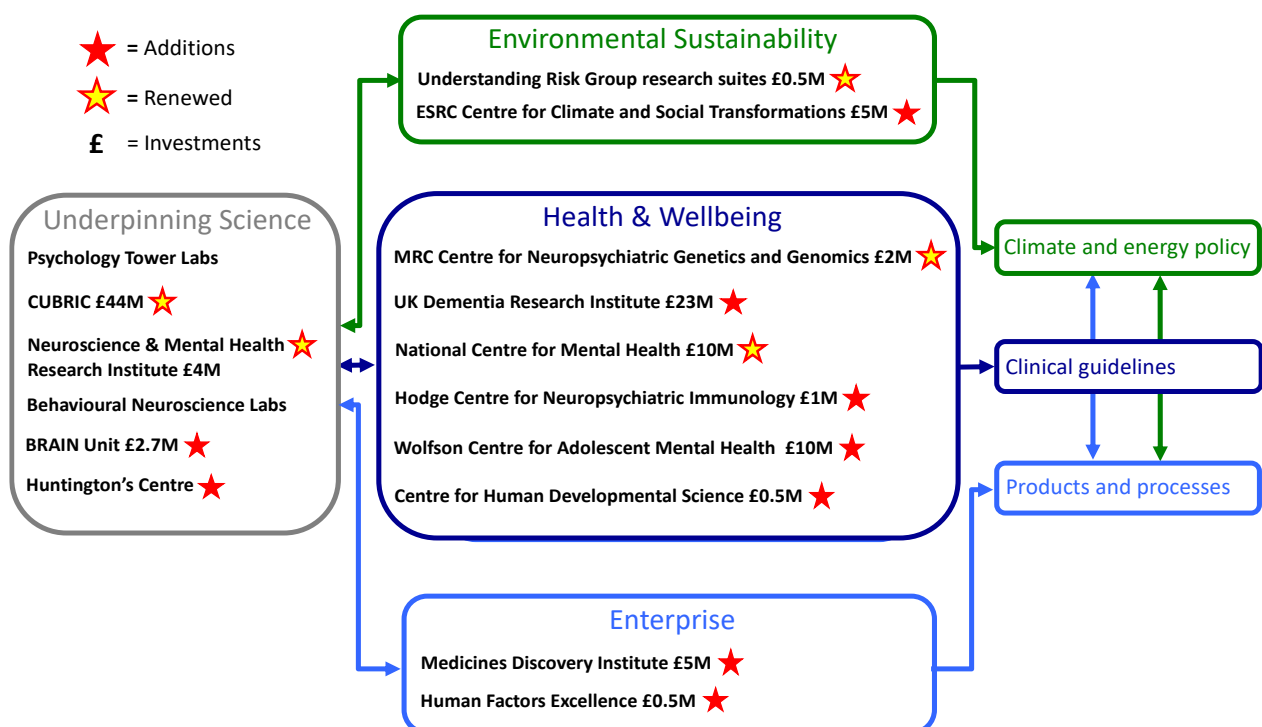 = Additions
= Renewed
£ = Investments
Environmental Sustainability
Understanding Risk Group research suites £0.5M
ESRC Centre for Climate and Social Transformations £5M
Underpinning Science
Psychology Tower Labs
CUBRIC £44M
Neuroscience & Mental Health
Research Institute £4M
Behavioural Neuroscience Labs
BRAIN Unit £2.7M
Huntington's Centre
Health & Wellbeing
MRC Centre for Neuropsychiatric Genetics and Genomics £2M
UK Dementia Research Institute £23M
National Centre for Mental Health £10M
Hodge Centre for Neuropsychiatric Immunology £1M
Wolfson Centre for Adolescent Mental Health £10M
Centre for Human Developmental Science £0.5M
Enterprise
Medicines Discovery Institute £5M
Human Factors Excellence £0.5M
Climate and energy policy
Clinical guidelines
Products and processes